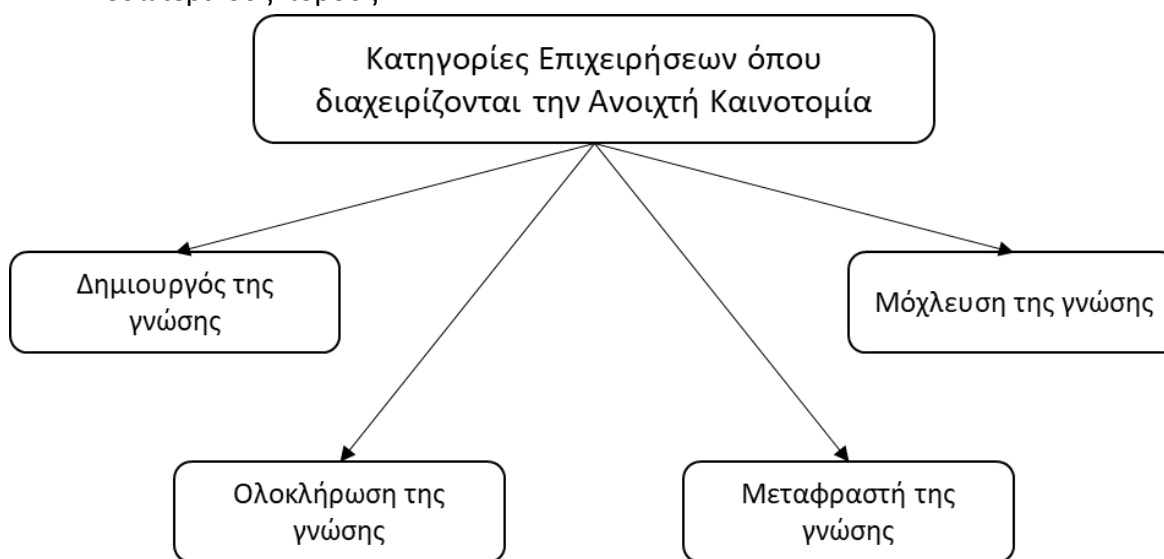 Κατηγορίες Επιχειρήσεων όπου
διαχειρίζονται την Ανοιχτή Καινοτομία
Δημιουργός της
γνώσης
Μόχλευση της γνώσης
Ολοκλήρωση της
γνώσης
Μεταφραστή της
γνώσης